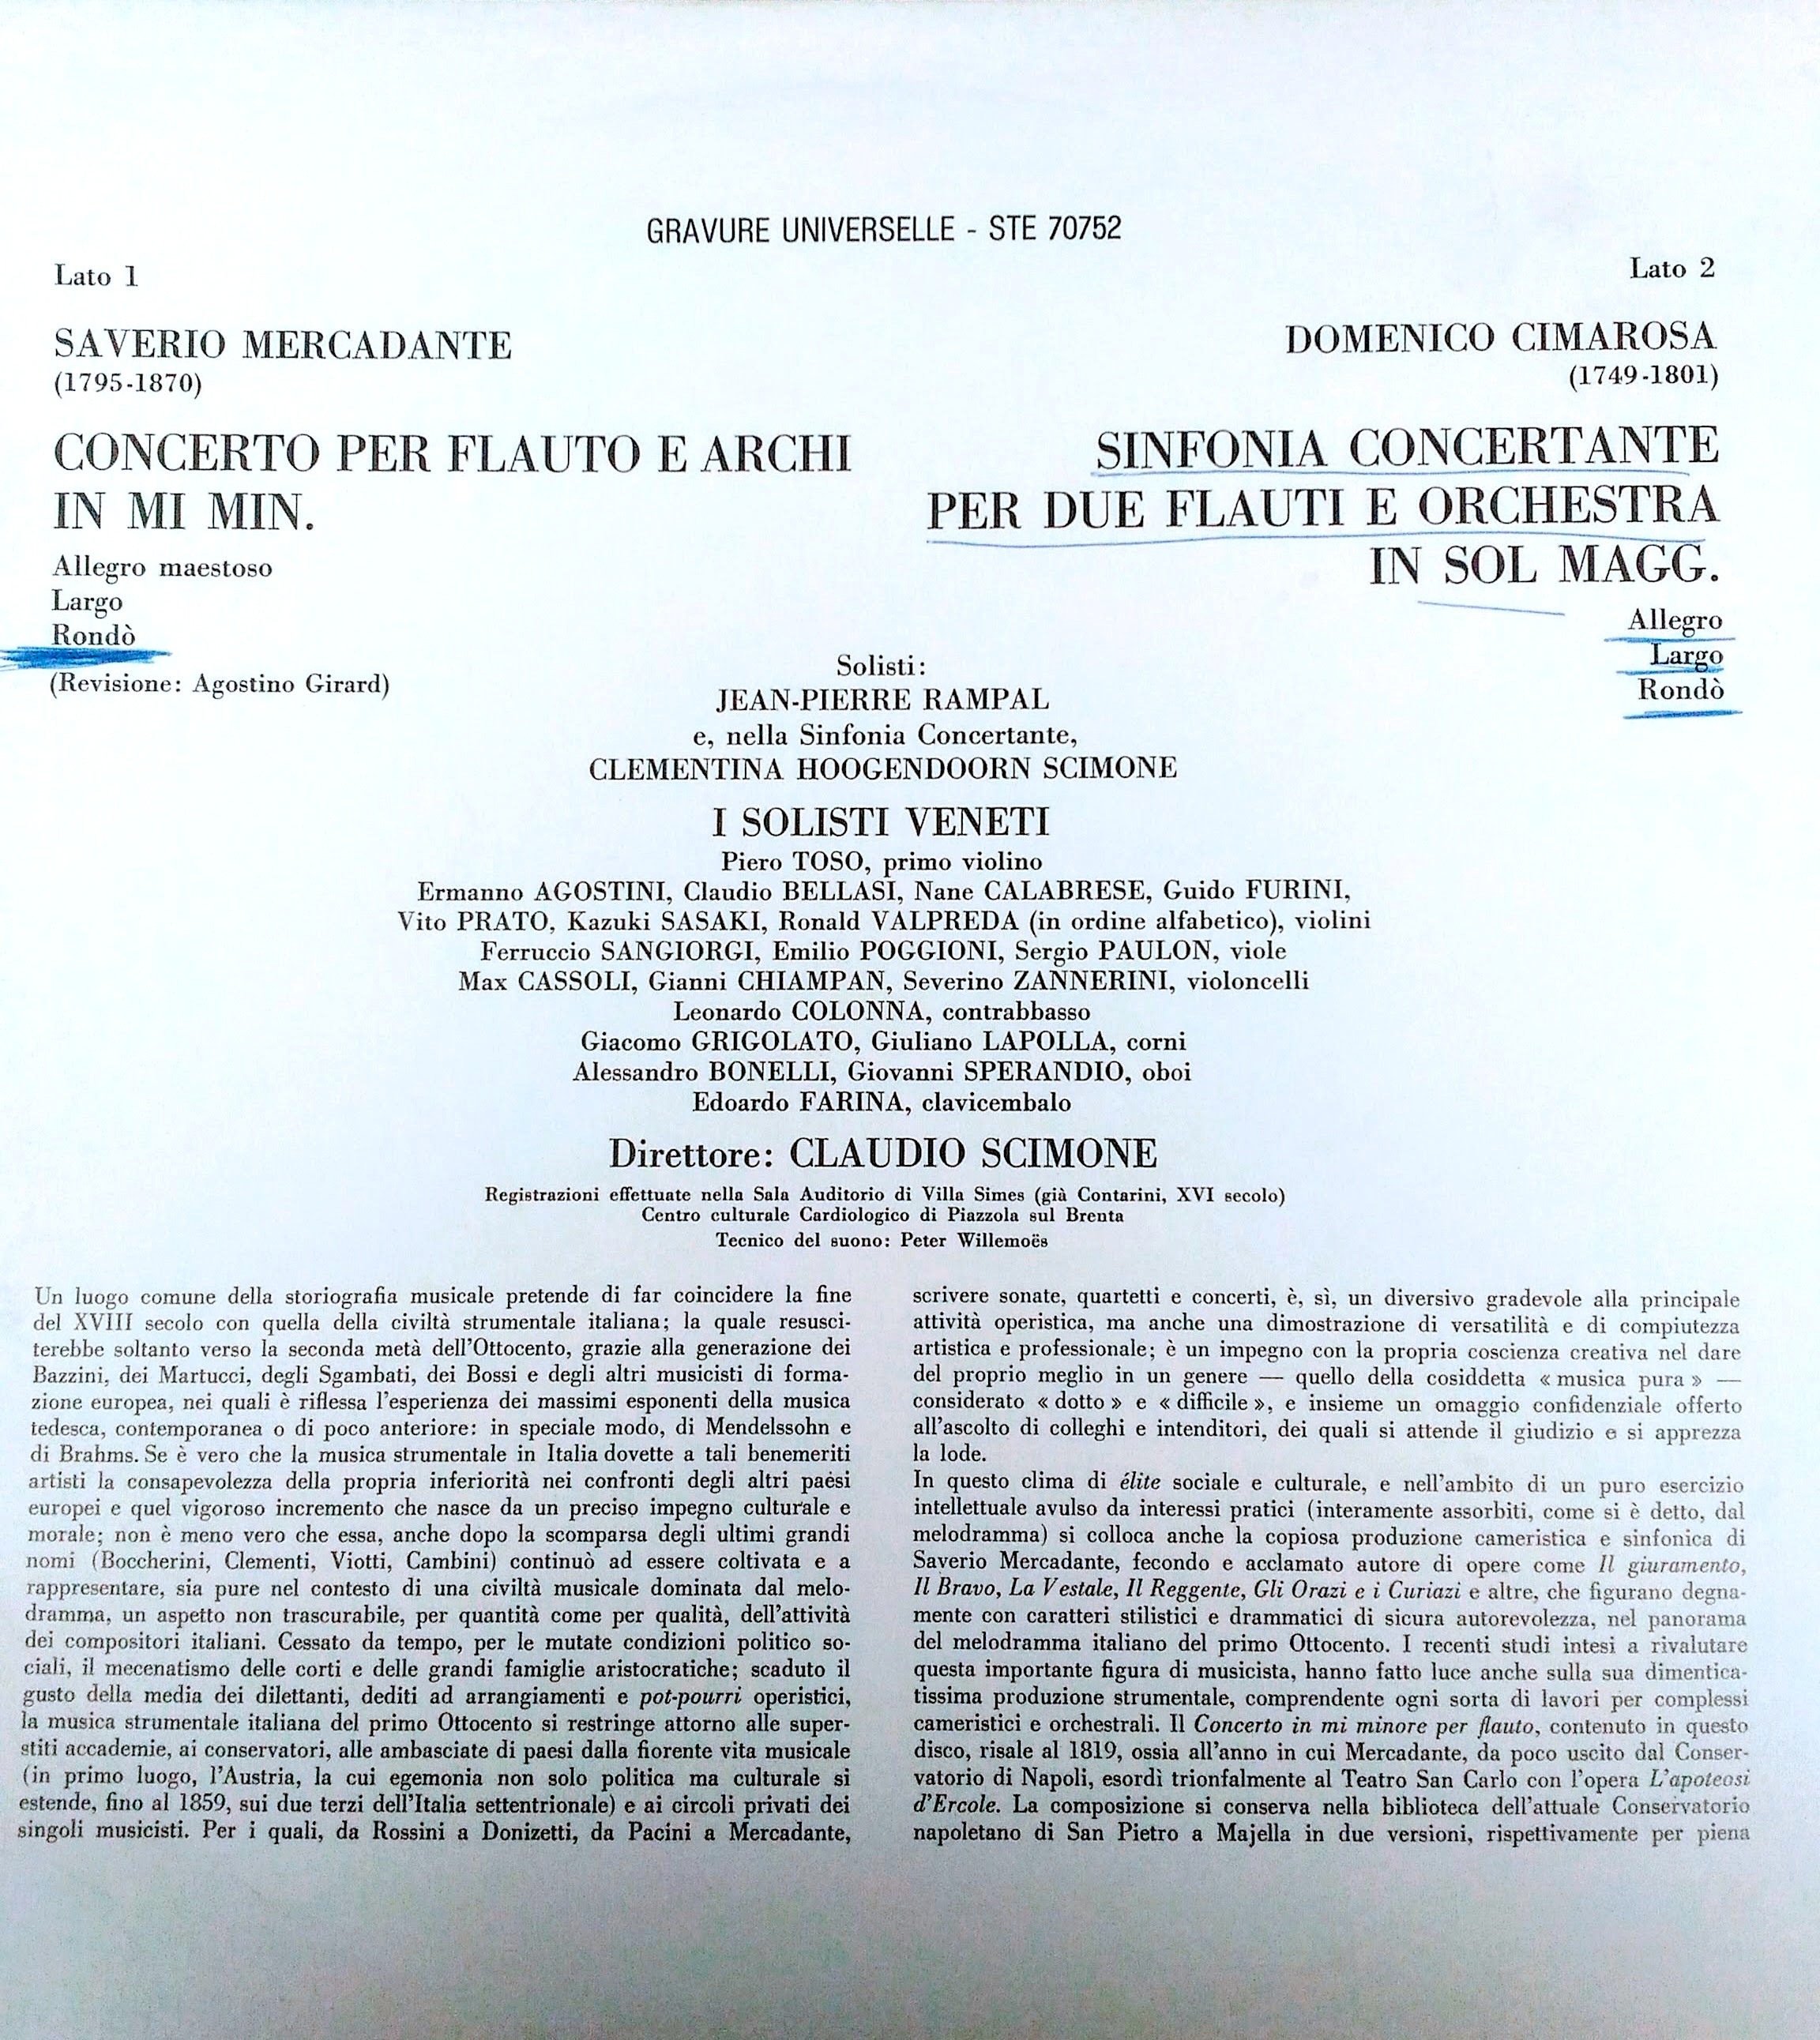 GRAVURE UNIVERSELLE - STE 70752
Lato 1
SAVERIO MERCADANTE
(1795-1870)
CONCERTO PER FLAUTO E ARCHI
IN MI MIN.
Allegro maestoso
Largo
Rondò
(Revisione: Agostino Girard)
Lato 2
DOMENICO CIMAROSA
(1749-1801)
SINFONIA CONCERTANTE
PER DUE FLAUTI E ORCHESTRA
IN SOL MAGG.
Allegro
Largo
Rondò
Solisti:
JEAN-PIERRE RAMPAL
e, nella Sinfonia Concertante,
CLEMENTINA HOOGENDOORN SCIMONE
I SOLISTI VENETI
Piero TOSO, primo violino
Ermanno AGOSTINI, Claudio BELLASI, Nane CALABRESE, Guido FURINI,
Vito PRATO, Kazuki SASAKI, Ronald VALPREDA (in ordine alfabetico), violini
Ferruccio SANGIORGI, Emilio POGGIONI, Sergio PAULON, viole
Max CASSOLI, Gianni CHIAMPAN, Severino ZANNERINI, violoncelli
Leonardo COLONNA, contrabbasso
Giacomo GRIGOLATO, Giuliano LAPOLLA, corni
Alessandro BONELLI, Giovanni SPERANDIO, oboi
Edoardo FARINA, clavicembalo
Direttore: CLAUDIO SCIMONE
Registrazioni effettuate nella Sala Auditorio di Villa Simes (già Contarini, XVI secolo)
Centro culturale Cardiologico di Piazzola sul Brenta
Tecnico del suono: Peter Willemoës
Un luogo comune della storiografia musicale pretende di far coincidere la fine
del XVIII secolo con quella della civiltà strumentale italiana; la quale resusci-
terebbe soltanto verso la seconda metà dell'Ottocento, grazie alla generazione dei
Bazzini, dei Martucci, degli Sgambati, dei Bossi e degli altri musicisti di forma-
zione europea, nei quali è riflessa l'esperienza dei massimi esponenti della musica
tedesca, contemporanea o di poco anteriore: in speciale modo, di Mendelssohn e
di Brahms. Se è vero che la musica strumentale in Italia dovette a tali benemeriti
artisti la consapevolezza della propria inferiorità nei confronti degli altri paesi
europei e quel vigoroso incremento che nasce da un preciso impegno culturale e
morale; non è meno vero che essa, anche dopo la scomparsa degli ultimi grandi
nomi (Boccherini, Clementi, Viotti, Cambini) continuò ad essere coltivata e a
rappresentare, sia pure nel contesto di una civiltà musicale dominata dal melo-
dramma, un aspetto non trascurabile, per quantità come per qualità, dell'attività
dei compositori italiani. Cessato da tempo, per le mutate condizioni politico so-
ciali, il mecenatismo delle corti e delle grandi famiglie aristocratiche; scaduto il
gusto della media dei dilettanti, dediti ad arrangiamenti e pot-pourri operistici,
la musica strumentale italiana del primo Ottocento si restringe attorno alle super-
stiti accademie, ai conservatori, alle ambasciate di paesi dalla fiorente vita musicale
(in primo luogo, l'Austria, la cui egemonia non solo politica ma culturale si
estende, fino al 1859, sui due terzi dell'Italia settentrionale) e ai circoli privati dei
singoli musicisti. Per i quali, da Rossini a Donizetti, da Pacini a Mercadante,
scrivere sonate, quartetti e concerti, è, sì, un diversivo gradevole alla principale
attività operistica, ma anche una dimostrazione di versatilità e di compiutezza
artistica e professionale; è un impegno con la propria coscienza creativa nel dare
del proprio meglio in un genere — quello della cosiddetta « musica pura » —
considerato « dotto » e « difficile », e insieme un omaggio confidenziale offerto
all'ascolto di colleghi e intenditori, dei quali si attende il giudizio e si apprezza
la lode.
In questo clima di élite sociale e culturale, e nell'ambito di un puro esercizio
intellettuale avulso da interessi pratici (interamente assorbiti, come si è detto, dal
melodramma) si colloca anche la copiosa produzione cameristica e sinfonica di
Saverio Mercadante, fecondo e acclamato autore di opere come Il giuramento,
Il Bravo, La Vestale, Il Reggente, Gli Orazi e i Curiazi e altre, che figurano degna-
mente con caratteri stilistici e drammatici di sicura autorevolezza, nel panorama
del melodramma italiano del primo Ottocento. I recenti studi intesi a rivalutare
questa importante figura di musicista, hanno fatto luce anche sulla sua dimentica-
tissima produzione strumentale, comprendente ogni sorta di lavori per complessi
cameristici e orchestrali. Il Concerto in mi minore per flauto, contenuto in questo
disco, risale al 1819, ossia all'anno in cui Mercadante, da poco uscito dal Conser-
vatorio di Napoli, esordì trionfalmente al Teatro San Carlo con l'opera L'apoteosi
d'Ercole. La composizione si conserva nella biblioteca dell'attuale Conservatorio
napoletano di San Pietro a Majella in due versioni, rispettivamente per piena